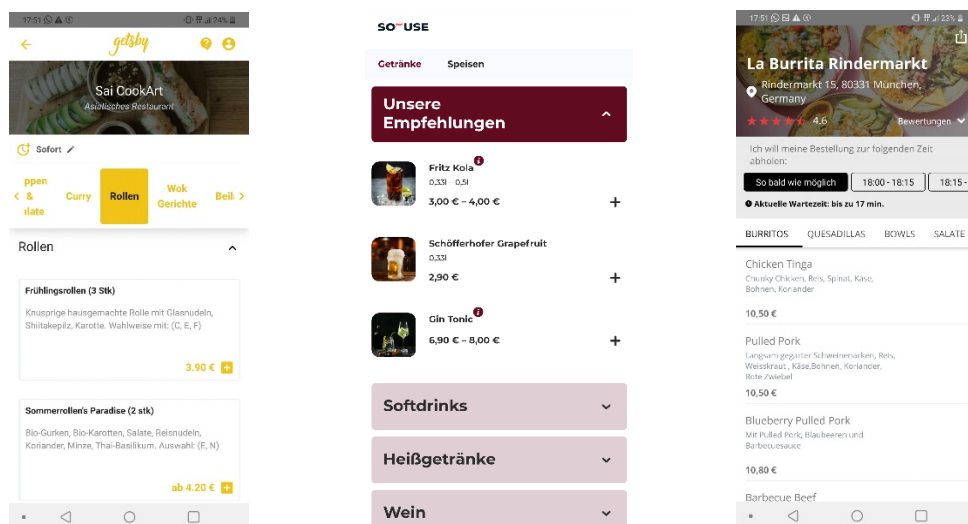 17:51 24%
getsby
Sai CookArt
Asiatisches Restaurant
Sofort
ppen
&
alate
Curry
Rollen
Wok
Gerichte
Beil
Rollen
Frühlingsrollen (3 Stk)
Knusprige hausgemachte Rolle mit Glasnudeln,
Shiitakepilz, Karotte. Wahlweise mit: (C, E, F)
3.90 €
Sommerrollen's Paradise (2 stk)
Bio-Gurken, Bio-Karotten, Salate, Reisnudeln,
Koriander, Minze, Thai-Basilikum. Auswahl: (E, N)
ab 4.20 €
SO~USE
Getränke Speisen
Unsere
Empfehlungen
Fritz Kola
0,33l – 0,5l
3,00 € – 4,00 €
Schöfferhofer Grapefruit
0,33l
2,90 €
Gin Tonic
6,90 € – 8,00 €
Softdrinks
Heißgetränke
Wein
17:51 23%
La Burrita Rindermarkt
Rindermarkt 15, 80331 München,
Germany
4.6 Bewertungen
Ich will meine Bestellung zur folgenden Zeit
abholen:
So bald wie möglich 18:00 - 18:15 18:15 -
Aktuelle Wartezeit: bis zu 17 min.
BURRITOS QUESADILLAS BOWLS SALATE
Chicken Tinga
Chunky Chicken, Reis, Spinat, Käse,
Bohnen, Koriander
10,50 €
Pulled Pork
Langsam gegarter Schweinenacken, Reis,
Weisskraut , Käse,Bohnen, Koriander,
Rote Zwiebel
10,50 €
Blueberry Pulled Pork
Mit Pulled Pork, Blaubeeren und
Barbecuesauce
10,80 €
Barbecue Beef